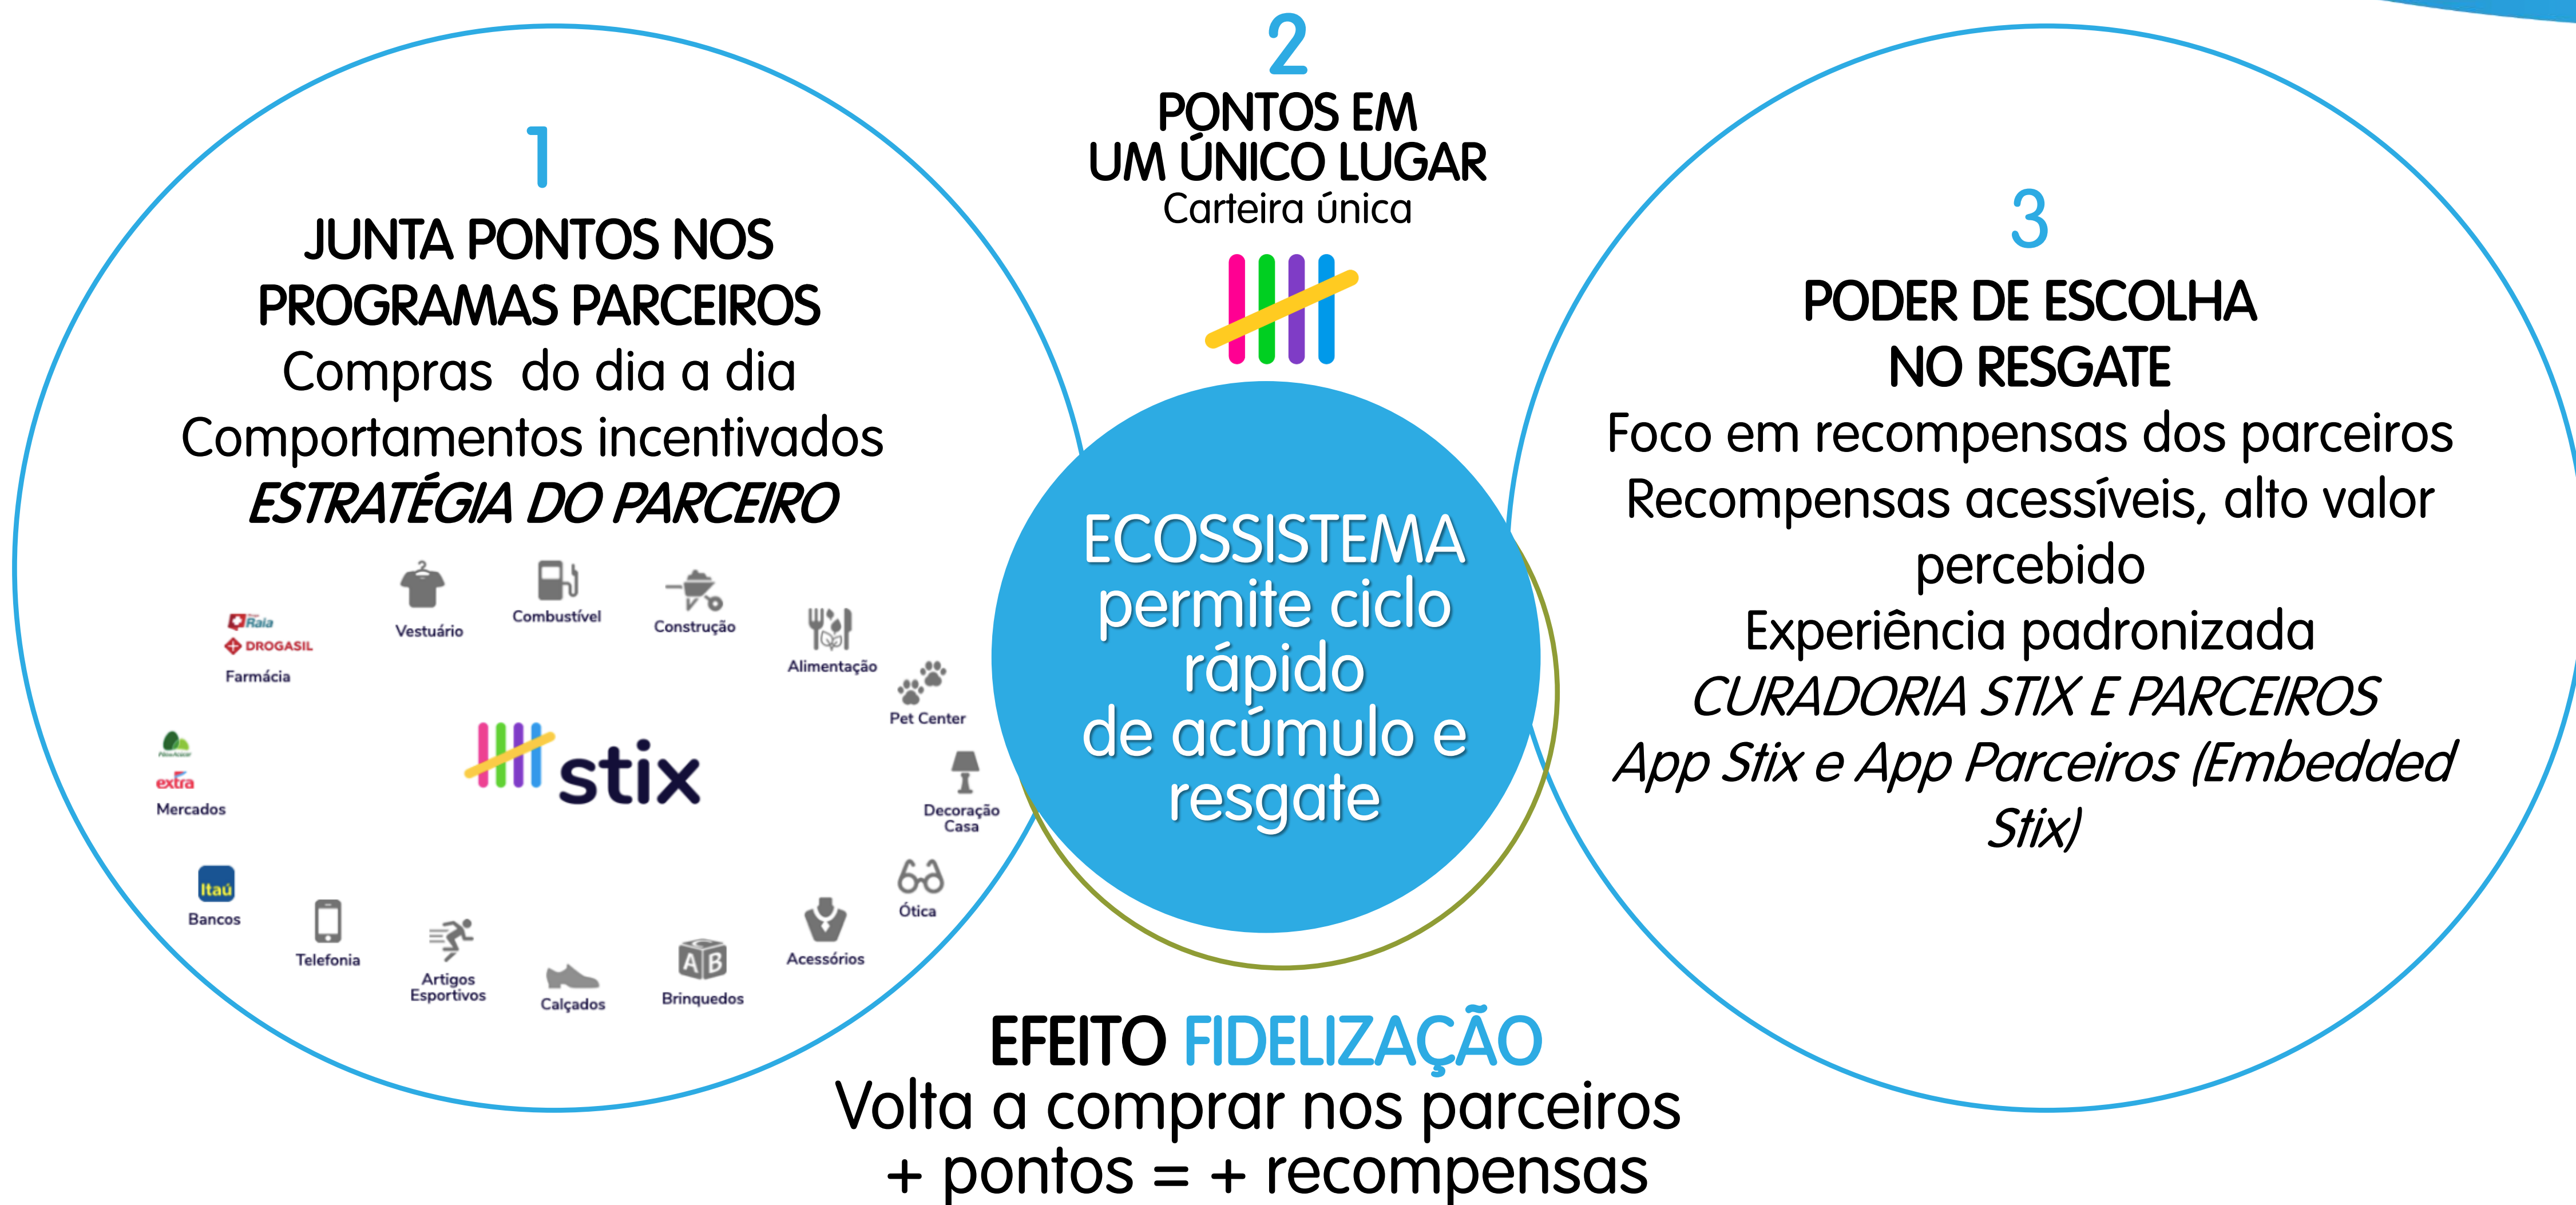 1
JUNTA PONTOS NOS
PROGRAMAS PARCEIROS
Compras do dia a dia
Comportamentos incentivados
ESTRATÉGIA DO PARCEIRO
Vestuário
Combustível
Construção
Alimentação
Pet Center
Decoração
Casa
Ótica
Acessórios
Brinquedos
AB
Calçados
Artigos
Esportivos
Telefonia
Itaú
Bancos
extra
Mercados
Raia
DROGASIL
Farmácia
stix
2
PONTOS EM
UM ÚNICO LUGAR
Carteira única
ECOSSISTEMA
permite ciclo
rápido
de acúmulo e
resgate
3
PODER DE ESCOLHA
NO RESGATE
Foco em recompensas dos parceiros
Recompensas acessíveis, alto valor
percebido
Experiência padronizada
CURADORIA STIX E PARCEIROS
App Stix e App Parceiros (Embedded
Stix)
EFEITO FIDELIZAÇÃO
Volta a comprar nos parceiros
+ pontos = + recompensas